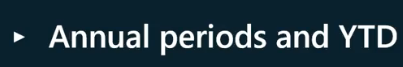 ▸ Annual periods and YTD